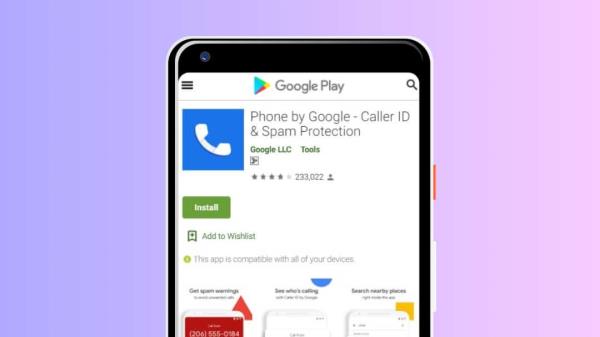 Google Play
Phone by Google - Caller ID
& Spam Protection
Google LLC Tools
233,022
Install
Add to Wishlist
This app is compatible with all of your devices.
Get spam warnings
to avoid unwanted calls
See who's calling
with Caller ID by Google
Search nearby places
right inside the app
(206) 555-0184